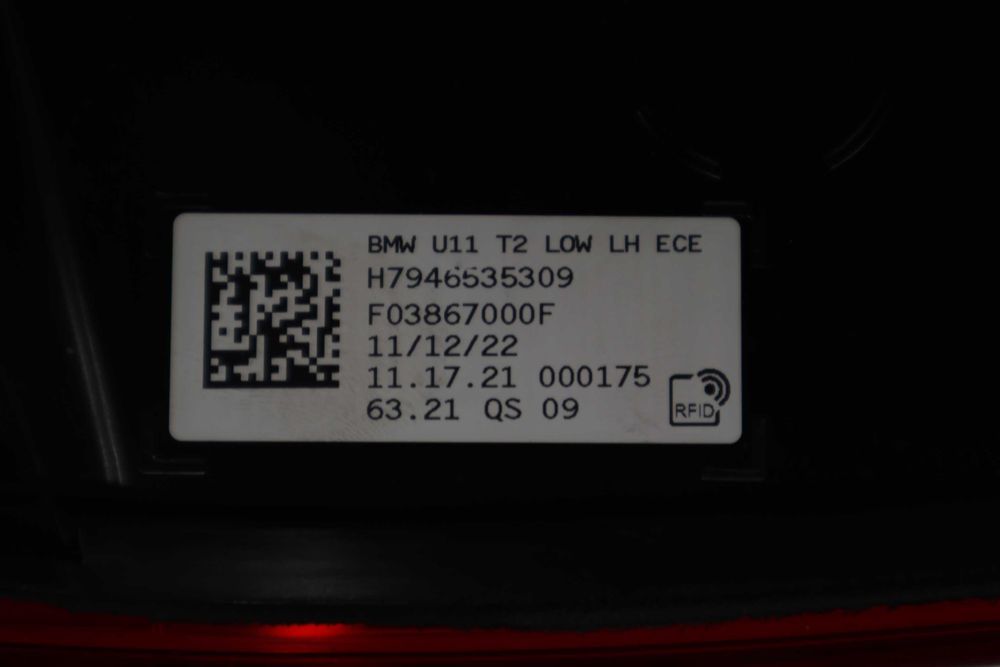 BMW U11 T2 LOW LH ECE
H7946535309
F03867000F
11/12/22
11.17.21 000175
63.21 QS 09
RFID